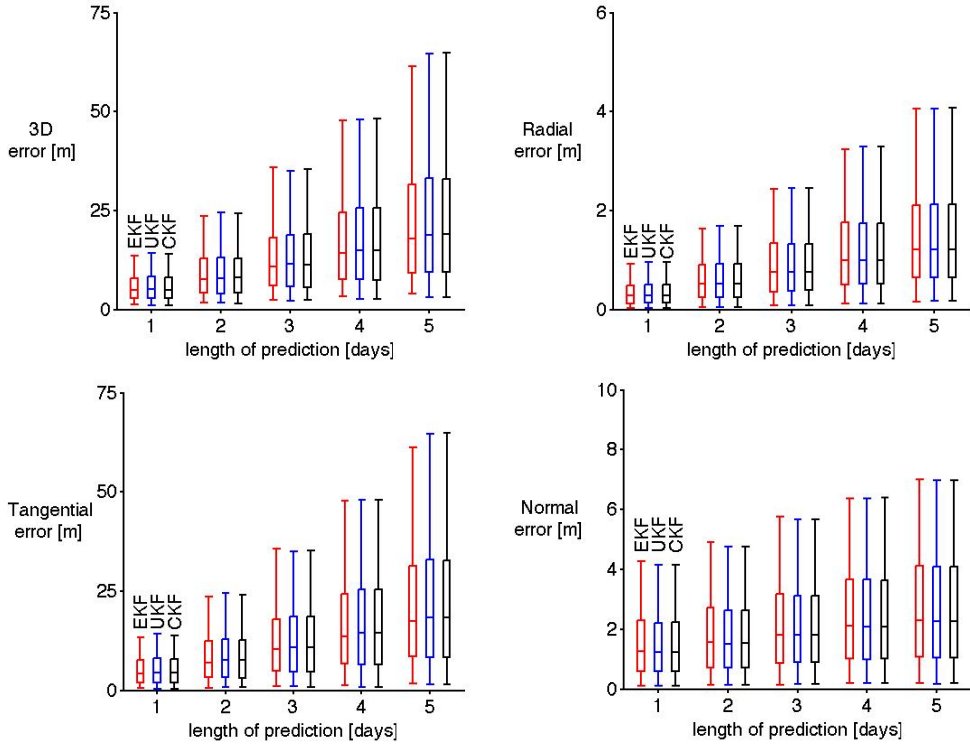 75
50
25
0
3D
error [m]
EKF
UKF
CKF
1 2 3 4 5
length of prediction [days]
6
4
2
0
Radial
error [m]
EKF
UKF
CKF
1 2 3 4 5
length of prediction [days]
75
50
25
0
Tangential
error [m]
EKF
UKF
CKF
1 2 3 4 5
length of prediction [days]
10
8
6
4
2
0
Normal
error [m]
EKF
UKF
CKF
1 2 3 4 5
length of prediction [days]